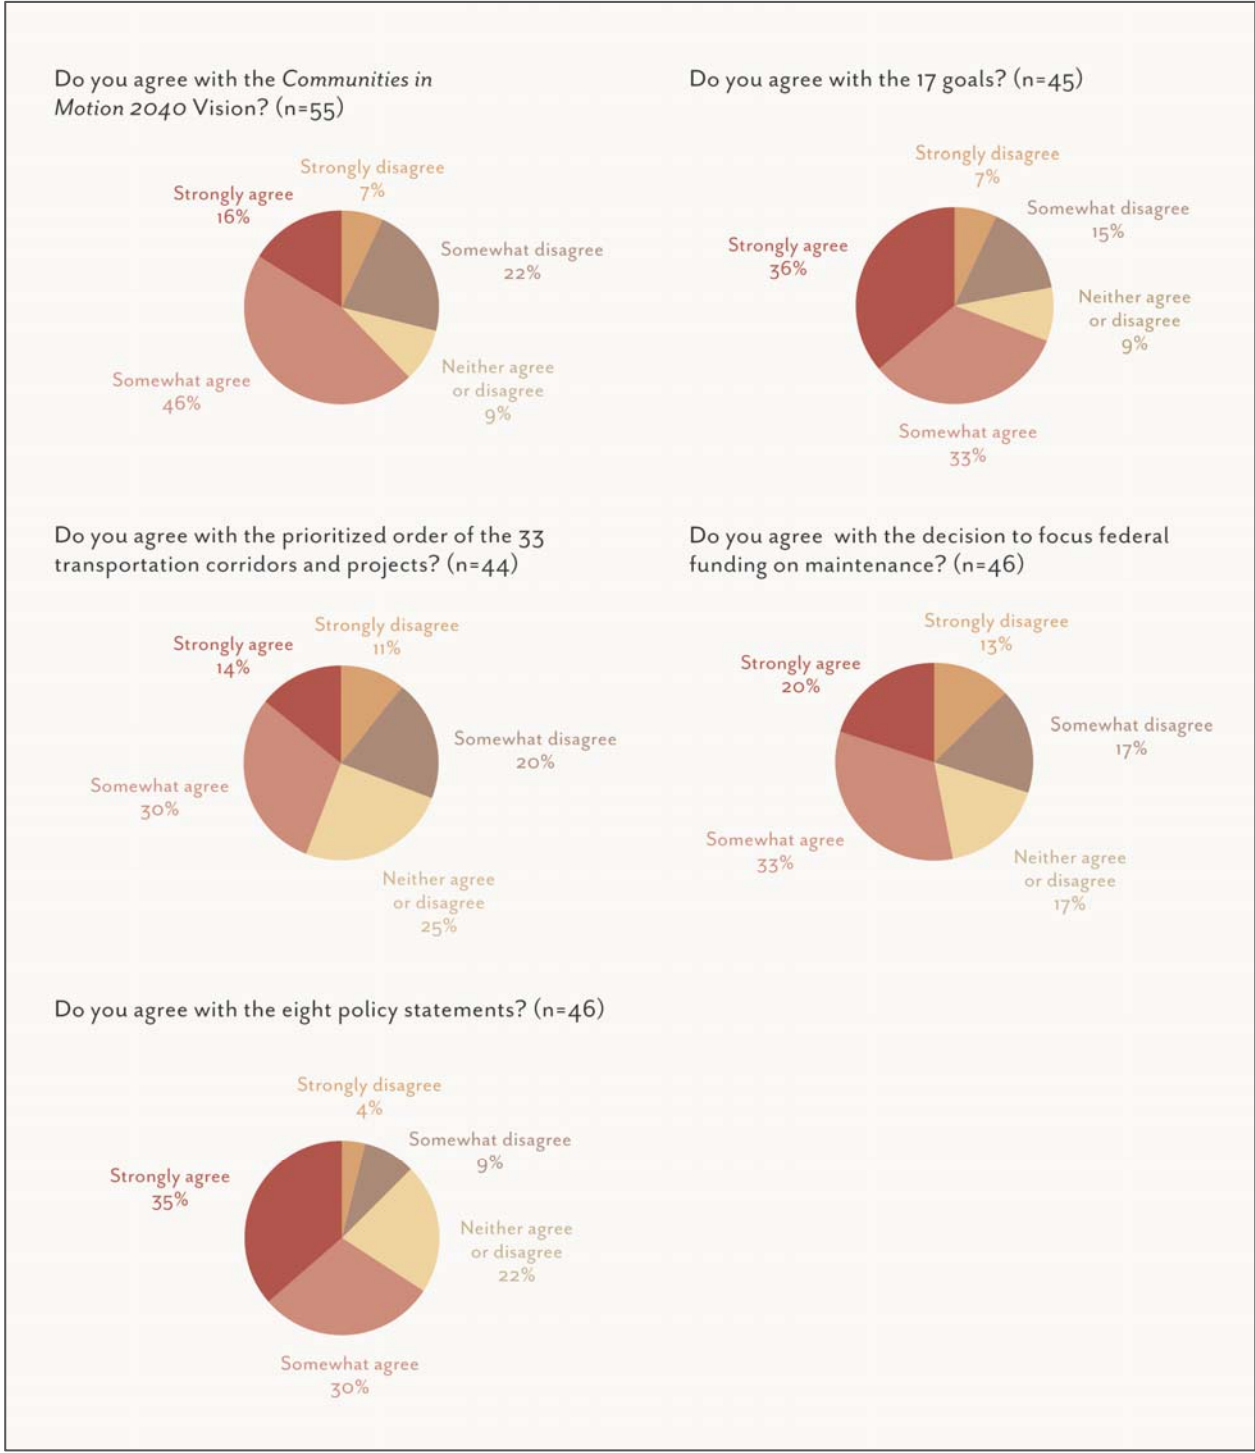 Do you agree with the Communities in
Motion 2040 Vision? (n=55)
Strongly disagree
7%
Strongly agree
16%
Somewhat disagree
22%
Neither agree
or disagree
9%
Somewhat agree
46%
Do you agree with the 17 goals? (n=45)
Strongly disagree
7%
Somewhat disagree
15%
Strongly agree
36%
Neither agree
or disagree
9%
Somewhat agree
33%
Do you agree with the prioritized order of the 33
transportation corridors and projects? (n=44)
Strongly disagree
11%
Strongly agree
14%
Somewhat disagree
20%
Somewhat agree
30%
Neither agree
or disagree
25%
Do you agree  with the decision to focus federal
funding on maintenance? (n=46)
Strongly disagree
13%
Strongly agree
20%
Somewhat disagree
17%
Somewhat agree
33%
Neither agree
or disagree
17%
Do you agree with the eight policy statements? (n=46)
Strongly disagree
4%
Somewhat disagree
9%
Strongly agree
35%
Neither agree
or disagree
22%
Somewhat agree
30%